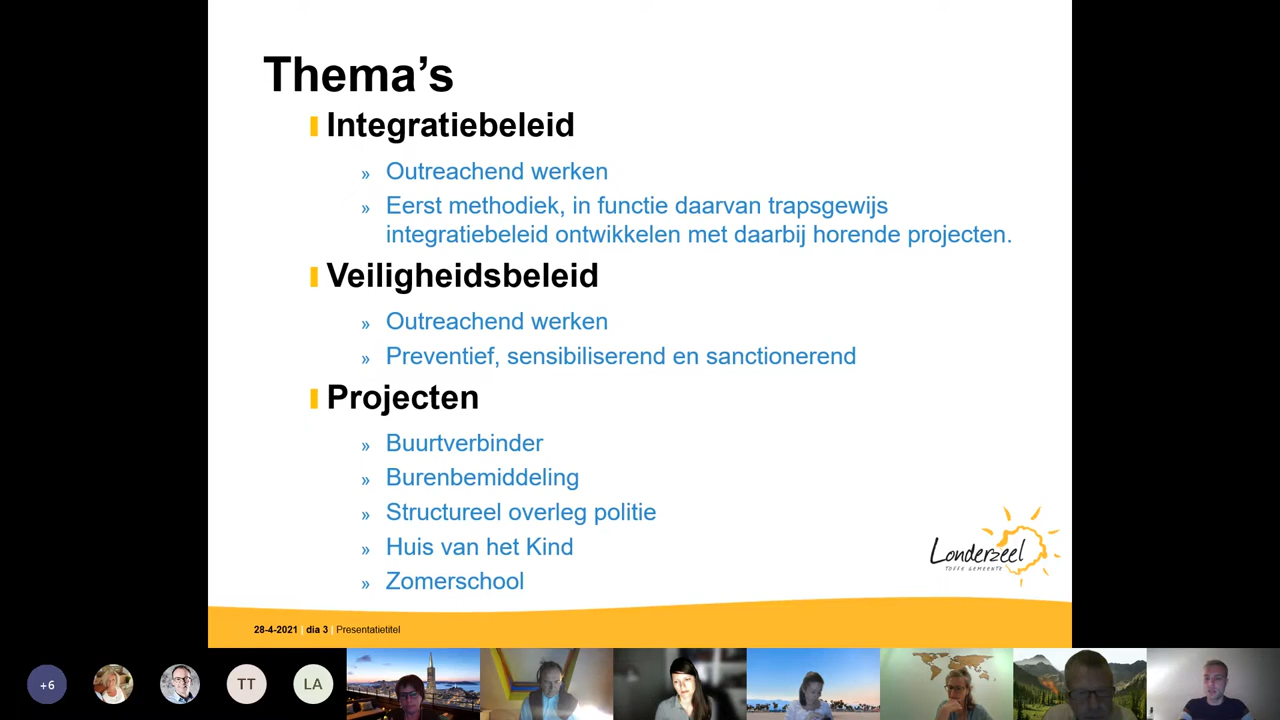 Thema’s
Integratiebeleid
» Outreachend werken
» Eerst methodiek, in functie daarvan trapsgewijs
integratiebeleid ontwikkelen met daarbij horende projecten.
Veiligheidsbeleid
» Outreachend werken
» Preventief, sensibiliserend en sanctionerend
Projecten
» Buurtverbinder
» Burenbemiddeling
» Structureel overleg politie
» Huis van het Kind
» Zomerschool
Londerzeel
TOFFE GEMEENTE
28-4-2021 | dia 3 | Presentatietitel
+6
TT
LA